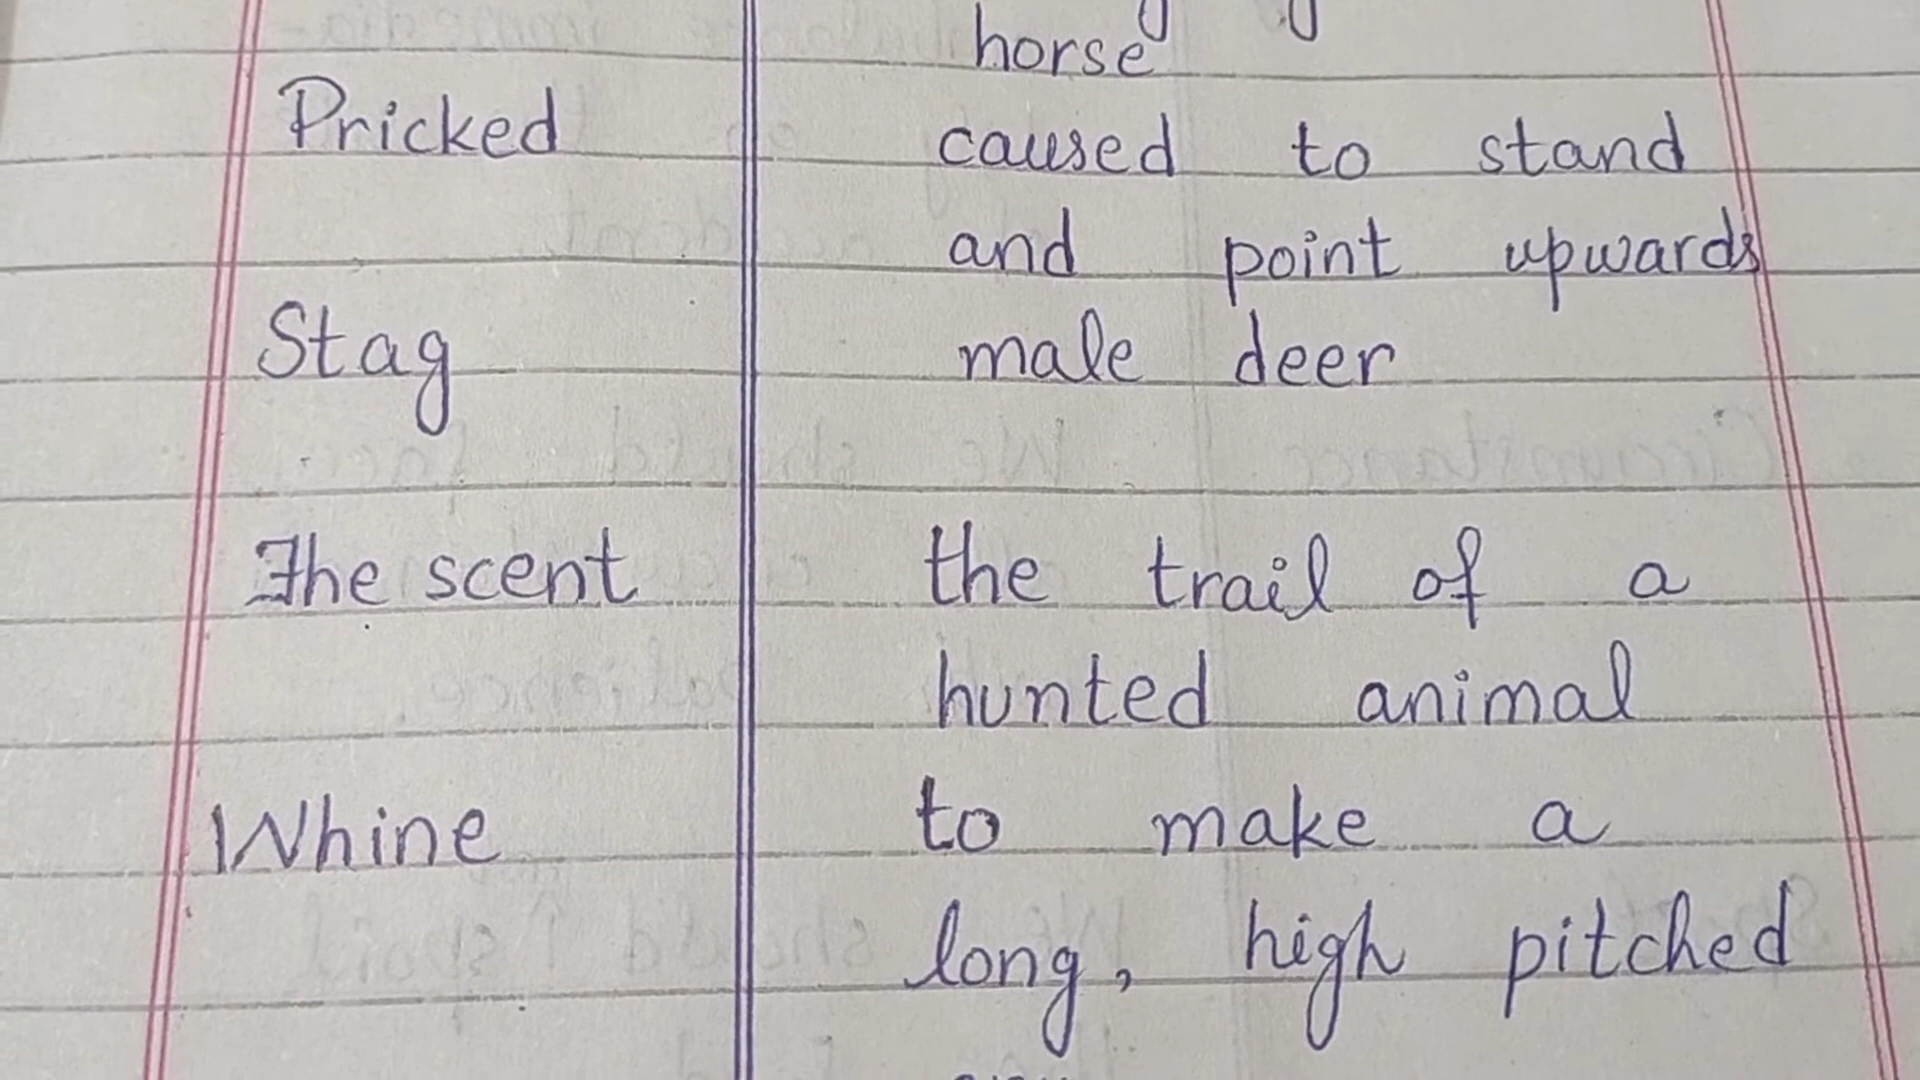 horse
Pricked caused to stand
and point upwards
Stag male deer
The scent the trail of a
hunted animal
Whine to make a
long, high pitched